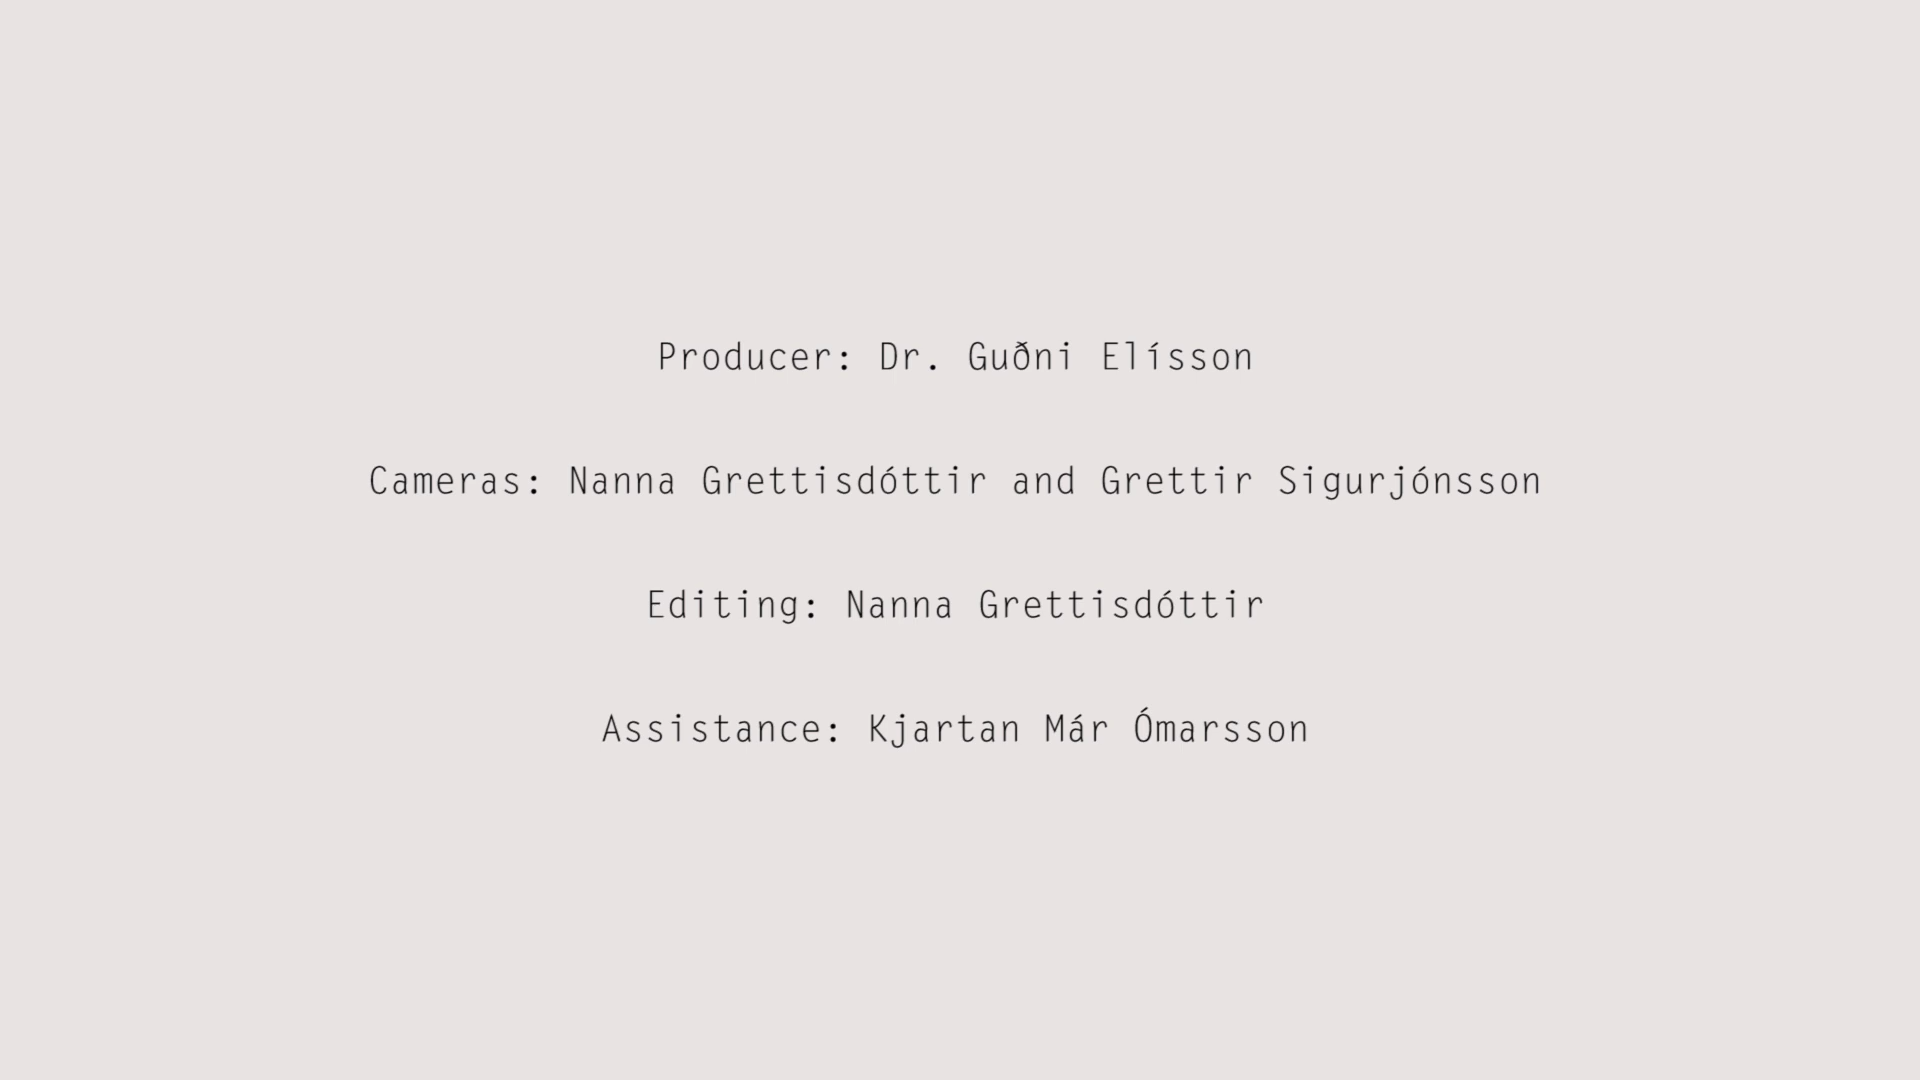 Producer: Dr. Guðni Elísson
Cameras: Nanna Grettisdóttir and Grettir Sigurjónsson
Editing: Nanna Grettisdóttir
Assistance: Kjartan Már Ómarsson